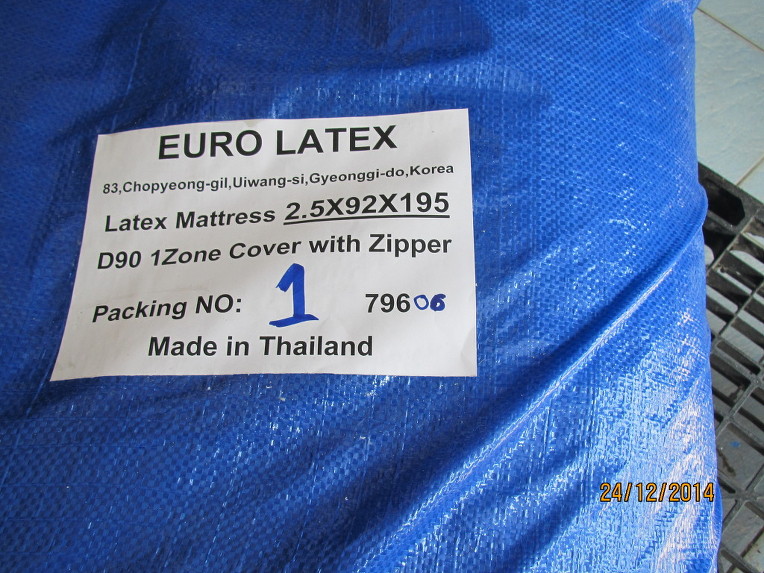 EURO LATEX
83,Chopyeong-gil,Uiwang-si,Gyeonggi-do,Korea
Latex Mattress 2.5X92X195
D90 1Zone Cover with Zipper
Packing NO: 1 79606
Made in Thailand
24/12/2014